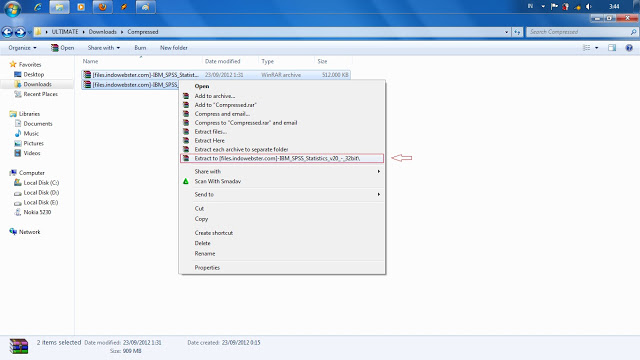 IN
3:44
ULTIMATE
Downloads
Compressed
Search Compressed
Organize
Open
Share with
Burn
New folder
Name
Date modified
Type
Size
Favorites
Desktop
Downloads
Recent Places
Libraries
Documents
Music
Pictures
Videos
Computer
Local Disk (C:)
Local Disk (D:)
Local Disk (E:)
Nokia 5230
Network
[files.indowebster.com]-IBM_SPSS_Statist... 23/09/2012 1:31 WinRAR archive 512.000 KB
[files.indowebster.com]-IBM_SPS
Open
Add to archive...
Add to "Compressed.rar"
Compress and email...
Compress to "Compressed.rar" and email
Extract files...
Extract Here
Extract each archive to separate folder
Extract to [files.indowebster.com]-IBM_SPSS_Statistics_v20_-_32bit\
Share with
Scan With Smadav
Send to
Cut
Copy
Create shortcut
Delete
Rename
Properties
2 items selected Date modified: 23/09/2012 1:31 Date created: 23/09/2012 0:15
Size: 909 MB